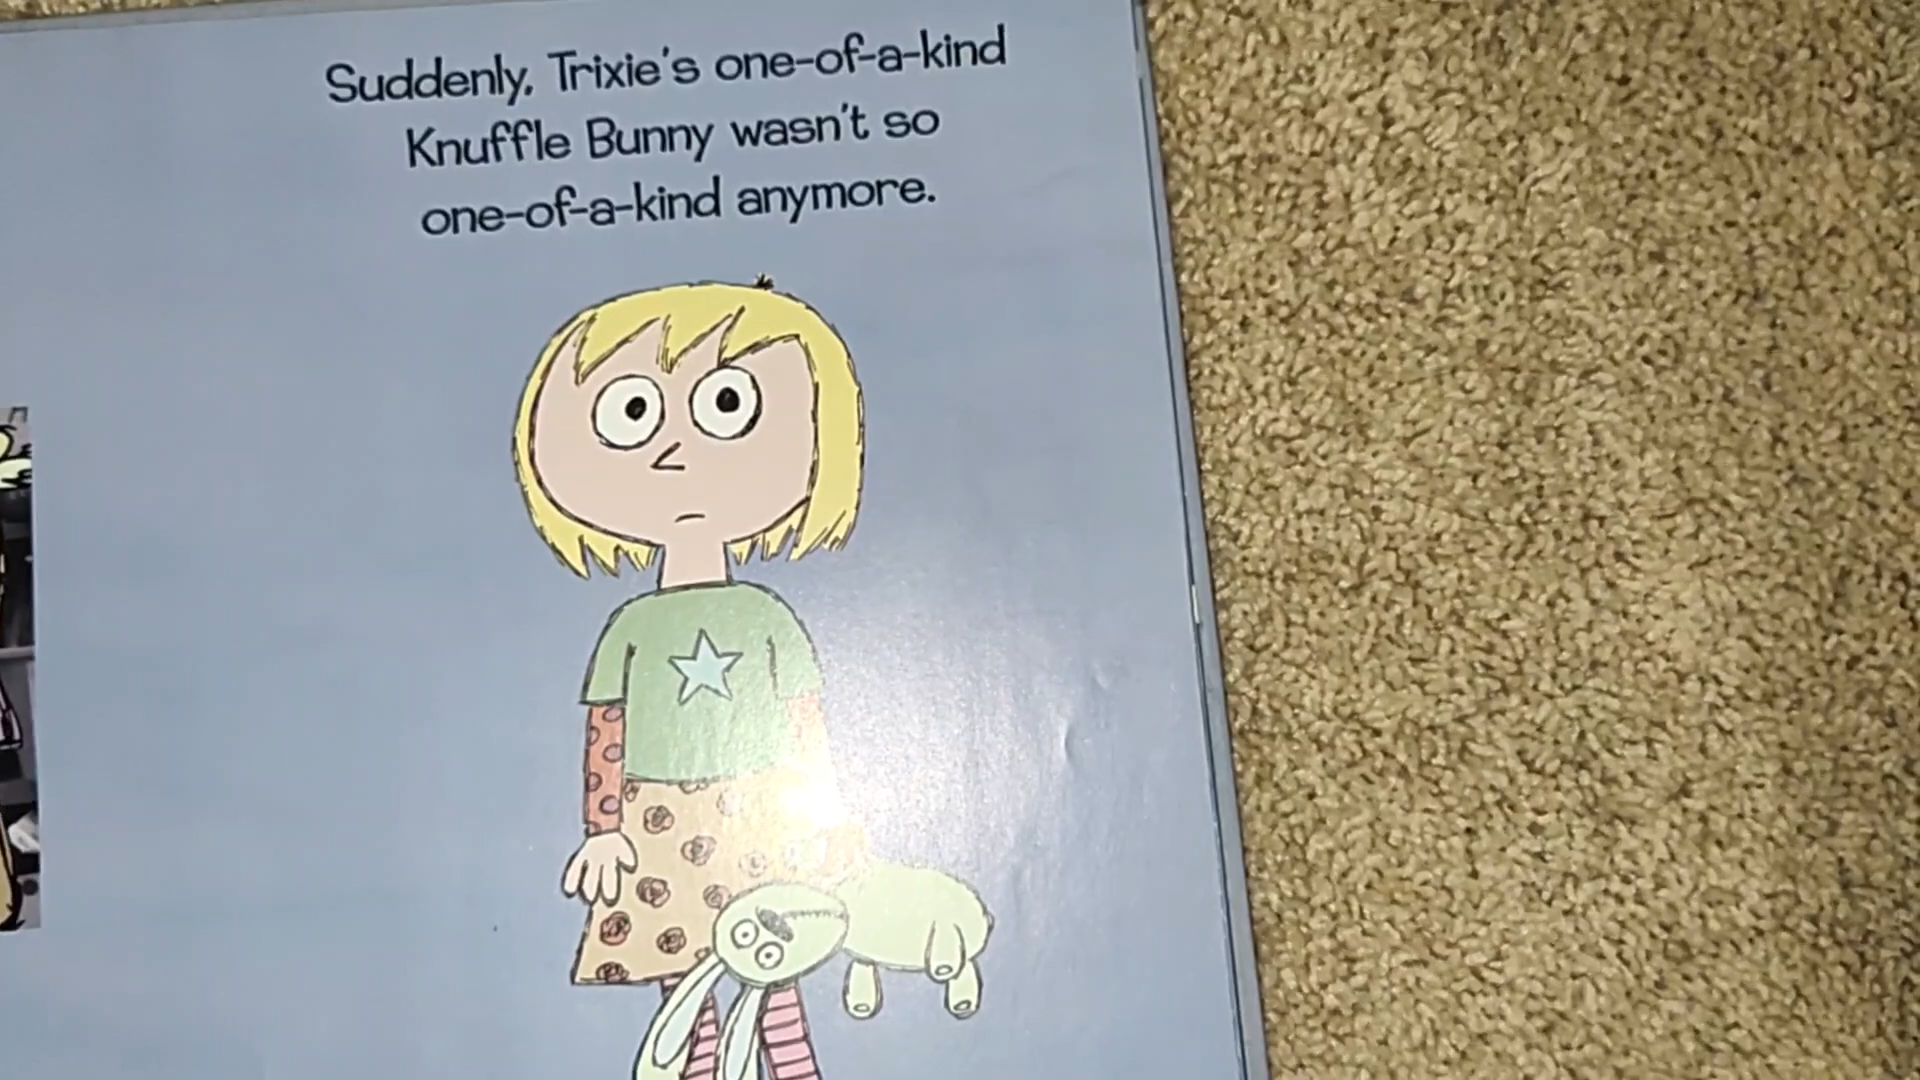 Suddenly, Trixie's one-of-a-kind
Knuffle Bunny wasn't so
one-of-a-kind anymore.